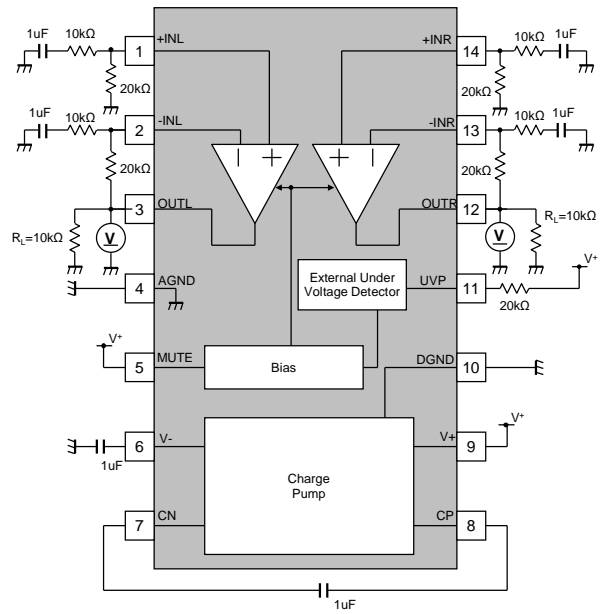 1uF 10kΩ +INL +INR 10kΩ 1uF
1 14
20kΩ 20kΩ
1uF 10kΩ -INL -INR 10kΩ 1uF
2 13
20kΩ − + + − 20kΩ
3 OUTL OUTR 12
RL=10kΩ V V RL=10kΩ
4 AGND External Under Voltage Detector UVP 11 V+
20kΩ
V+ 5 MUTE Bias DGND 10
V+
6 V- V+ 9
1uF
Charge
Pump
7 CN CP 8
1uF